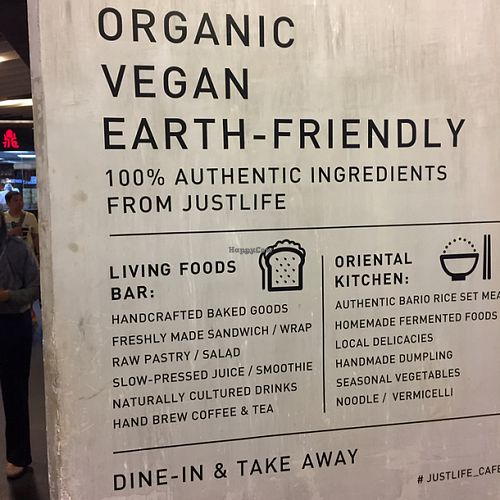 ORGANIC
VEGAN
EARTH-FRIENDLY
100% AUTHENTIC INGREDIENTS
FROM JUSTLIFE
LIVING FOODS
BAR:
HANDCRAFTED BAKED GOODS
FRESHLY MADE SANDWICH / WRAP
RAW PASTRY / SALAD
SLOW-PRESSED JUICE / SMOOTHIE
NATURALLY CULTURED DRINKS
HAND BREW COFFEE & TEA
ORIENTAL
KITCHEN:
AUTHENTIC BARIO RICE SET MEA
HOMEMADE FERMENTED FOODS
LOCAL DELICACIES
HANDMADE DUMPLING
SEASONAL VEGETABLES
NOODLE / VERMICELLI
DINE-IN & TAKE AWAY
# JUSTLIFE_CAFE